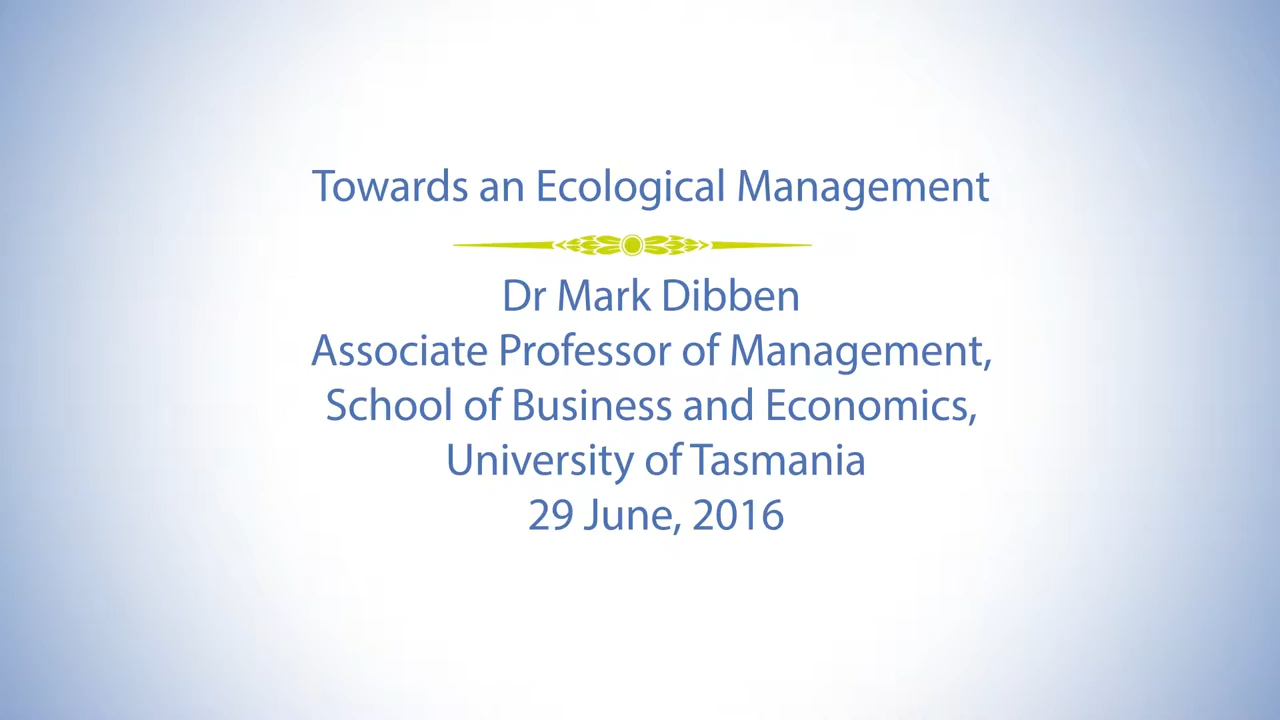 Towards an Ecological Management
Dr Mark Dibben
Associate Professor of Management,
School of Business and Economics,
University of Tasmania
29 June, 2016